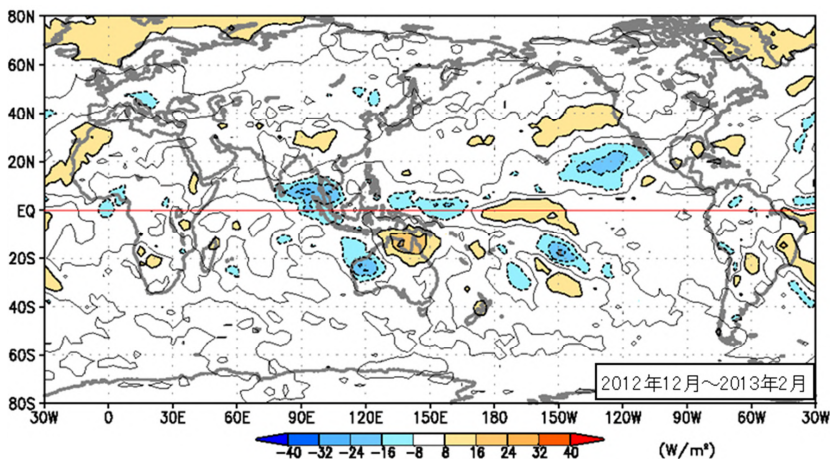 80N
60N
40N
20N
EQ
20S
40S
60S
80S
2012年12月～2013年2月
30W 0 30E 60E 90E 120E 150E 180 150W 120W 90W 60W 30W
-40 -32 -24 -16 -8 8 16 24 32 40
(W/m²)